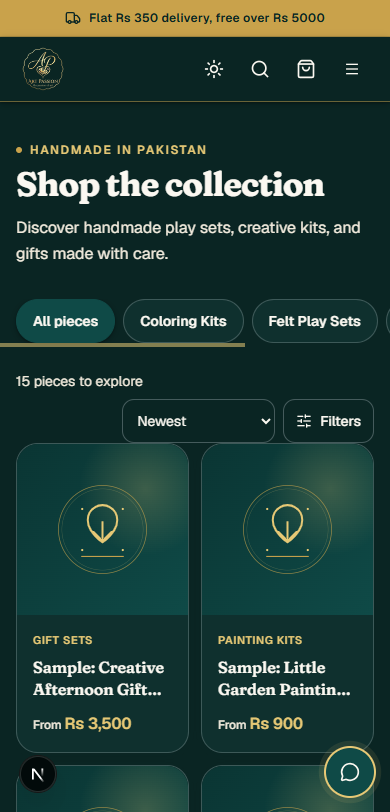 Flat Rs 350 delivery, free over Rs 5000
AP
ART PASSION
HANDMADE IN PAKISTAN
Shop the collection
Discover handmade play sets, creative kits, and
gifts made with care.
All pieces
Coloring Kits
Felt Play Sets
15 pieces to explore
Newest
Filters
GIFT SETS
PAINTING KITS
Sample: Creative
Afternoon Gift...
Sample: Little
Garden Paintin...
From Rs 3,500
From Rs 900
N